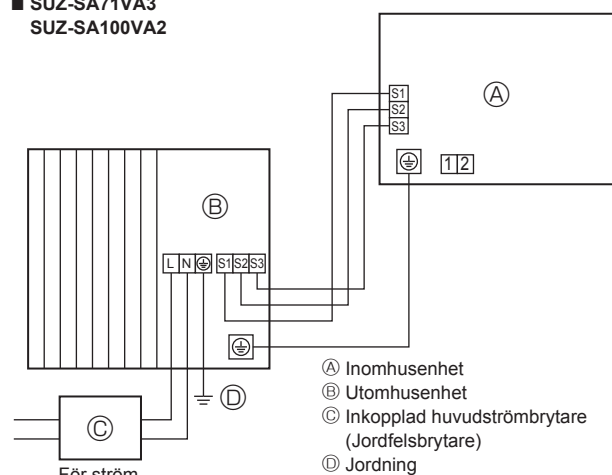 ■ SUZ-SA71VA3
SUZ-SA100VA2
S1
S2
S3
Ⓐ
1 2
Ⓑ
L N S1 S2 S3
Ⓓ
Ⓒ
För ström
Ⓐ Inomhusenhet
Ⓑ Utomhusenhet
Ⓒ Inkopplad huvudströmbrytare
(Jordfelsbrytare)
Ⓓ Jordning